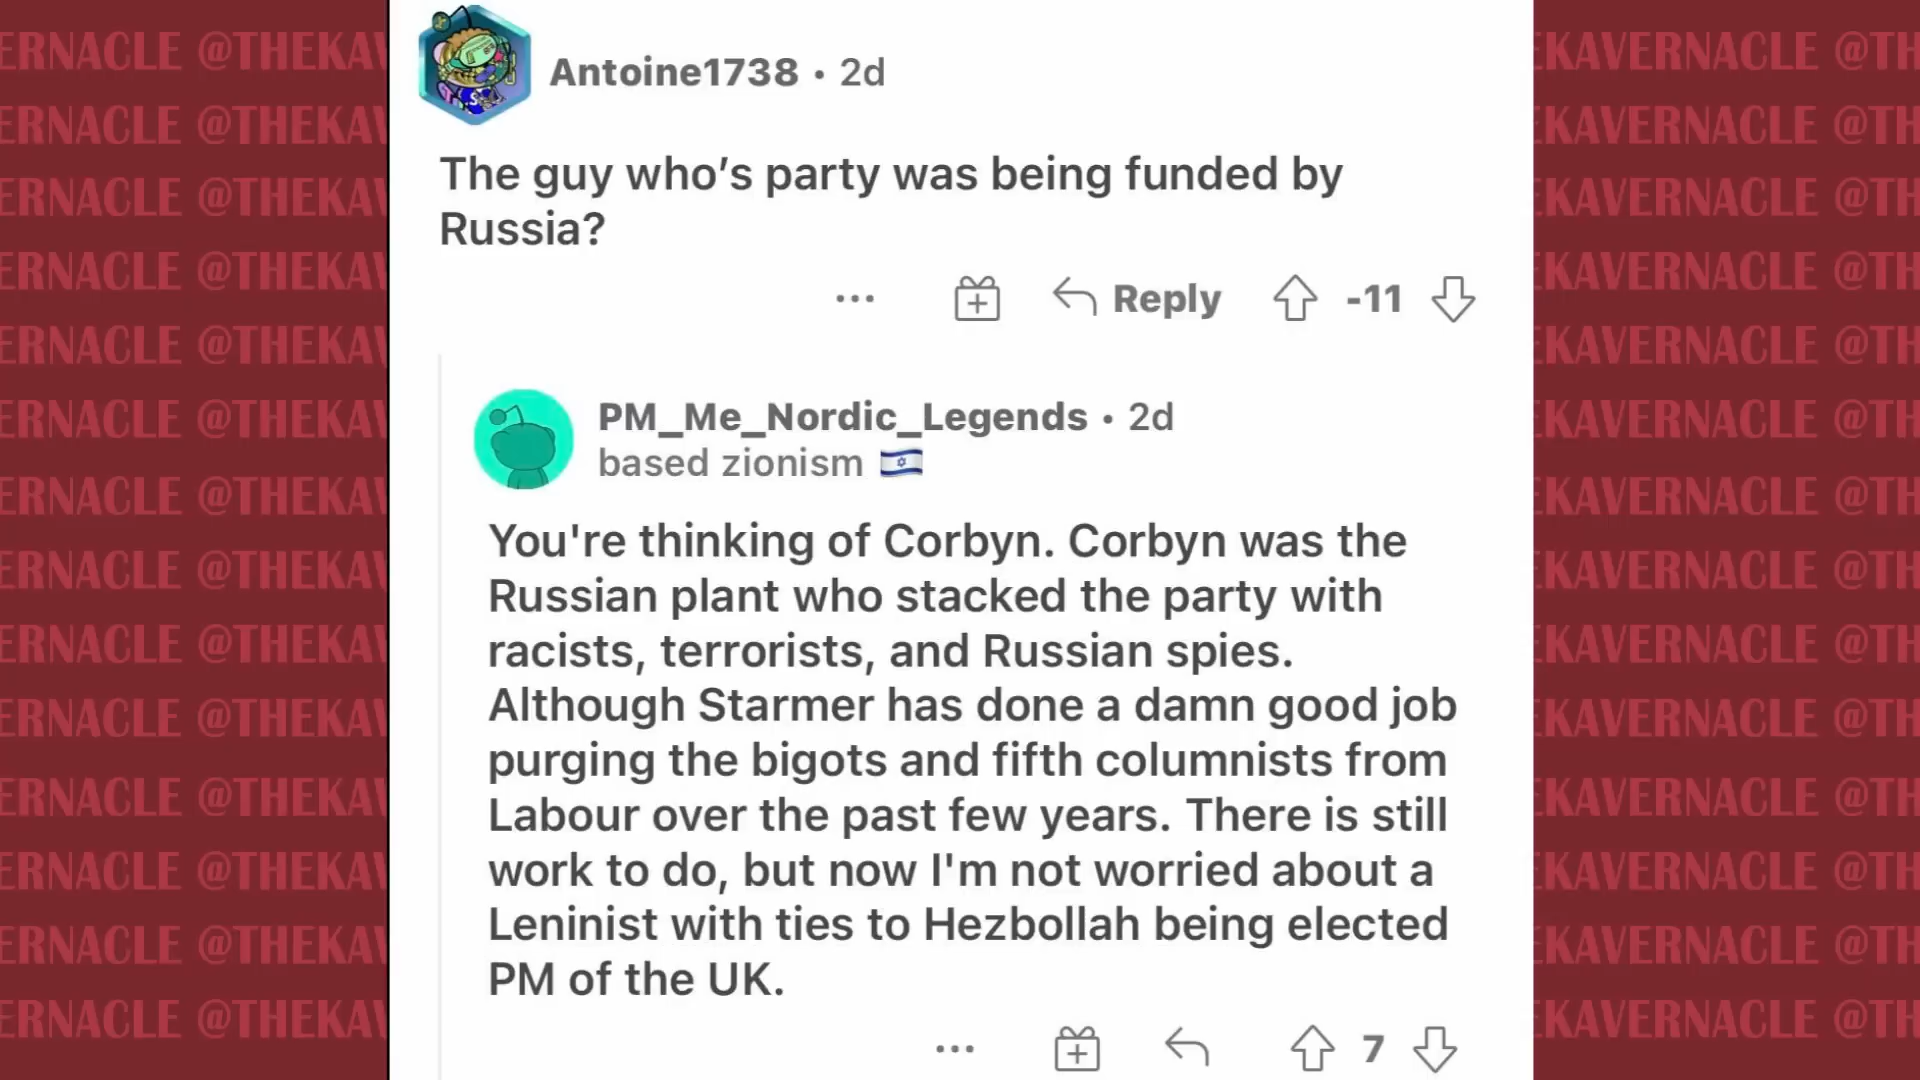 ERNACLE @THEKAV
KAVERNACLE @TH
Antoine1738 • 2d
The guy who’s party was being funded by
Russia?
... Reply -11
PM_Me_Nordic_Legends • 2d
based zionism 🇮🇱
You're thinking of Corbyn. Corbyn was the
Russian plant who stacked the party with
racists, terrorists, and Russian spies.
Although Starmer has done a damn good job
purging the bigots and fifth columnists from
Labour over the past few years. There is still
work to do, but now I'm not worried about a
Leninist with ties to Hezbollah being elected
PM of the UK.
... 7